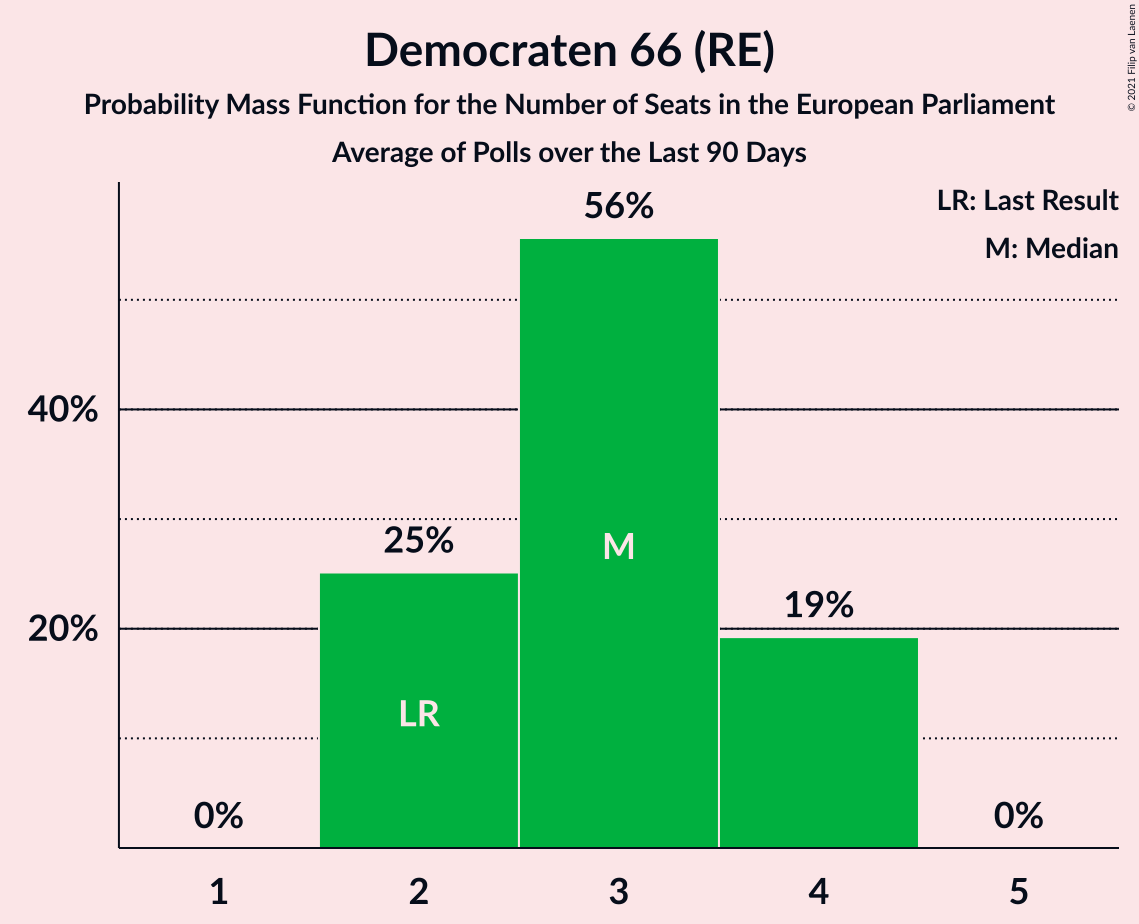 Democraten 66 (RE)
Probability Mass Function for the Number of Seats in the European Parliament
Average of Polls over the Last 90 Days
© 2021 Filip van Laenen
LR: Last Result
M: Median
56%
40%
25%
M
19%
20%
LR
0%
0%
1 2 3 4 5